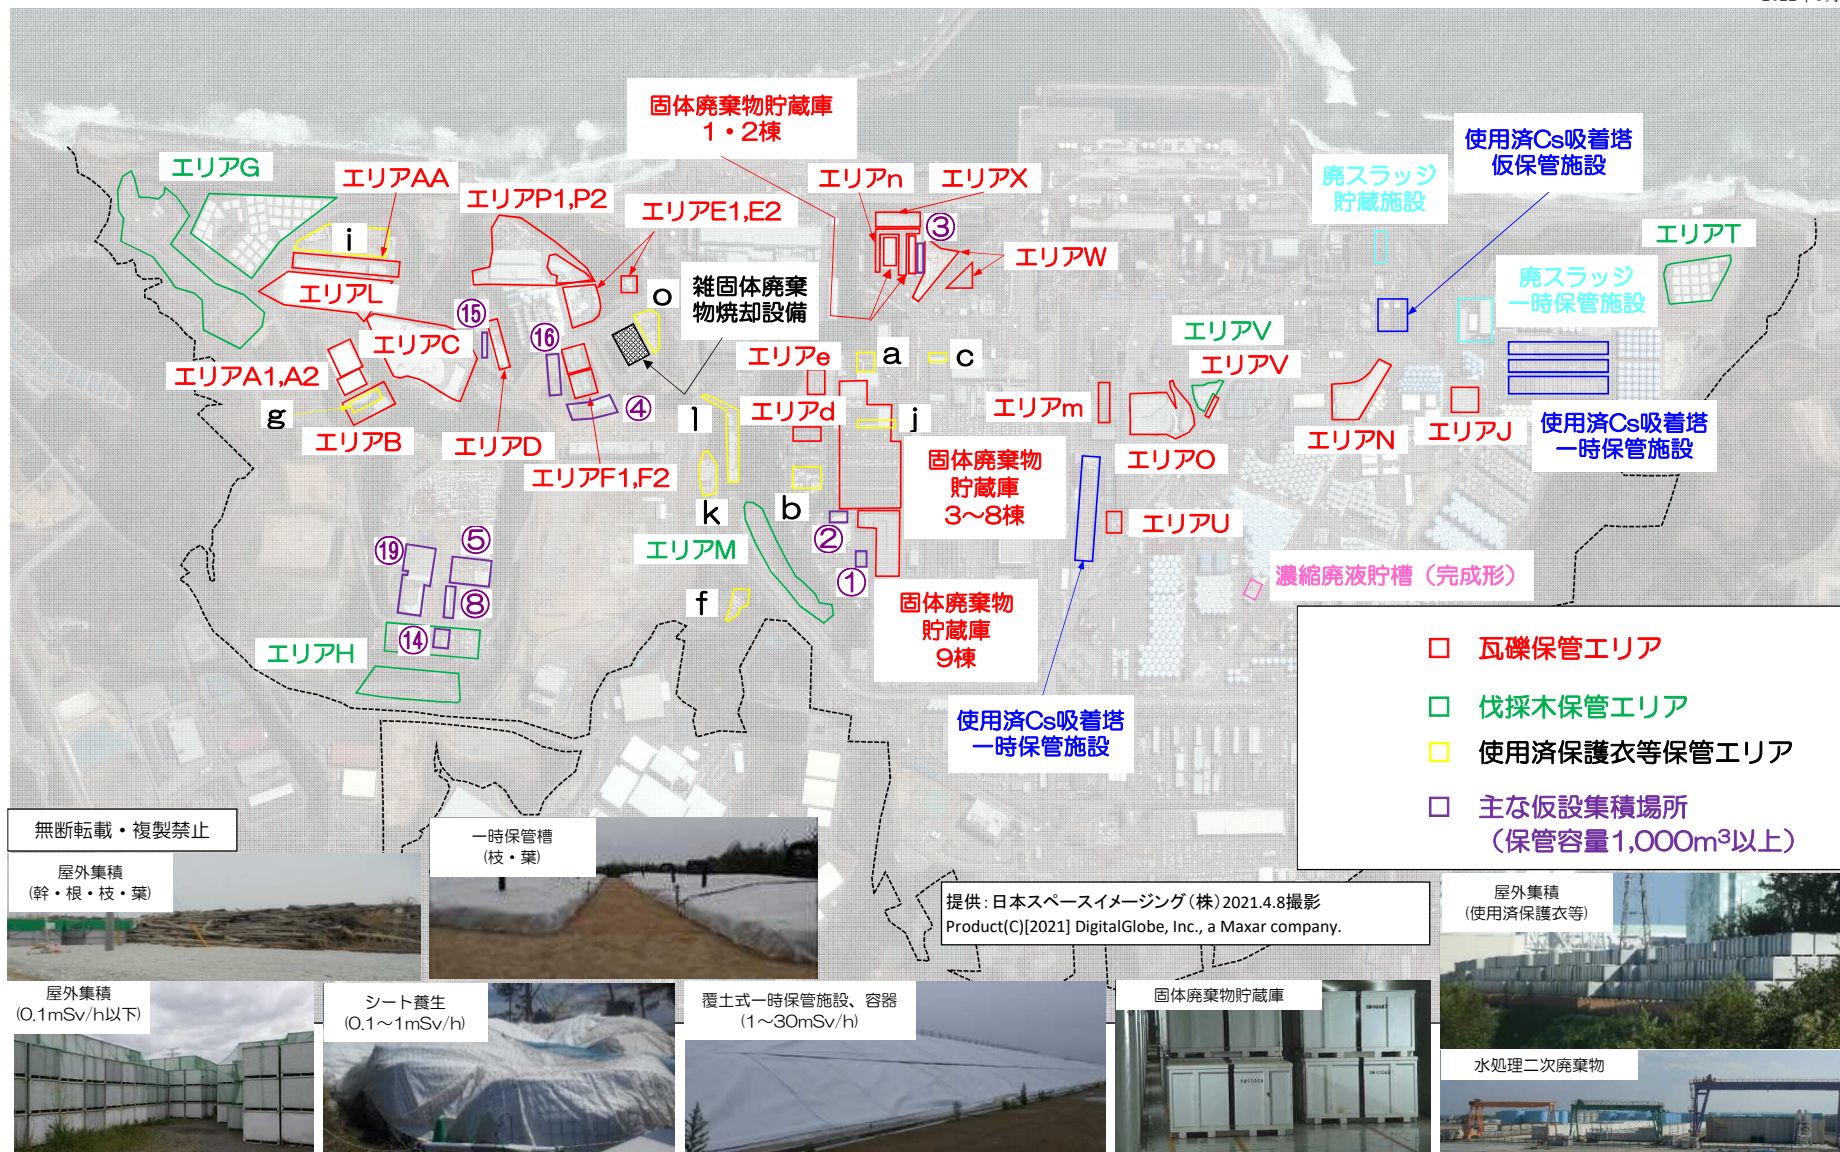 固体廃棄物貯蔵庫
1・2棟
使用済Cs吸着塔
仮保管施設
エリアG
エリアAA
エリアP1,P2
エリアE1,E2
エリアn
エリアX
廃スラッジ
貯蔵施設
③
エリアW
エリアT
i
エリアL
o
雑固体廃棄
物焼却設備
廃スラッジ
一時保管施設
⑮
⑯
エリアC
エリアA1,A2
エリアe
a
c
エリアV
エリアV
g
エリアB
エリアD
④
エリアF1,F2
l
エリアd
j
エリアm
エリアO
エリアN
エリアJ
使用済Cs吸着塔
一時保管施設
固体廃棄物
貯蔵庫
3～8棟
k
b
エリアU
⑲
⑤
エリアM
②
①
⑧
f
濃縮廃液貯槽（完成形）
固体廃棄物
貯蔵庫
9棟
⑭
エリアH
使用済Cs吸着塔
一時保管施設
瓦礫保管エリア
伐採木保管エリア
使用済保護衣等保管エリア
主な仮設集積場所
（保管容量1,000m³以上）
無断転載・複製禁止
屋外集積
(幹・根・枝・葉)
一時保管槽
(枝・葉)
提供：日本スペースイメージング（株）2021.4.8撮影
Product(C)[2021] DigitalGlobe, Inc., a Maxar company.
屋外集積
(使用済保護衣等)
屋外集積
(0.1mSv/h以下)
シート養生
(0.1～1mSv/h)
覆土式一時保管施設、容器
(1～30mSv/h)
固体廃棄物貯蔵庫
水処理二次廃棄物